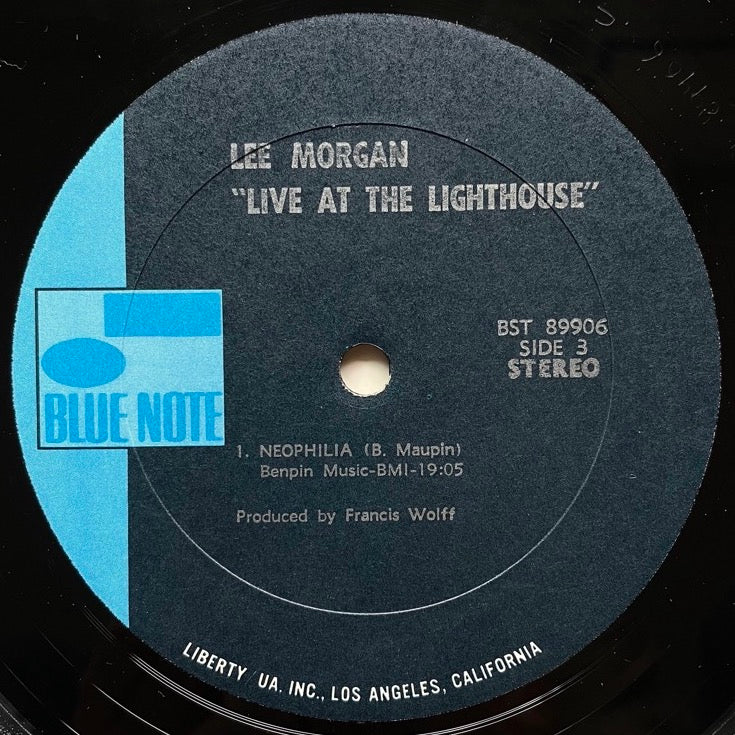 LEE MORGAN
"LIVE AT THE LIGHTHOUSE"
BST 89906
SIDE 3
STEREO
BLUE NOTE
1. NEOPHILIA (B. Maupin)
Benpin Music-BMI-19:05
Produced by Francis Wolff
LIBERTY UA, INC., LOS ANGELES, CALIFORNIA